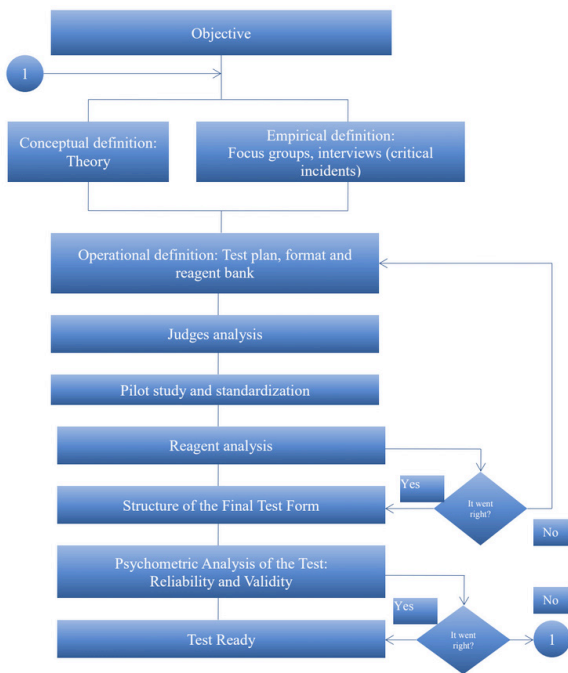 Objective
1
Conceptual definition:
Theory
Empirical definition:
Focus groups, interviews (critical
incidents)
Operational definition: Test plan, format and
reagent bank
Judges analysis
Pilot study and standardization
Reagent analysis
Yes
It went
right?
Structure of the Final Test Form
No
Psychometric Analysis of the Test:
Reliability and Validity
No
Yes
It went
right?
1
Test Ready